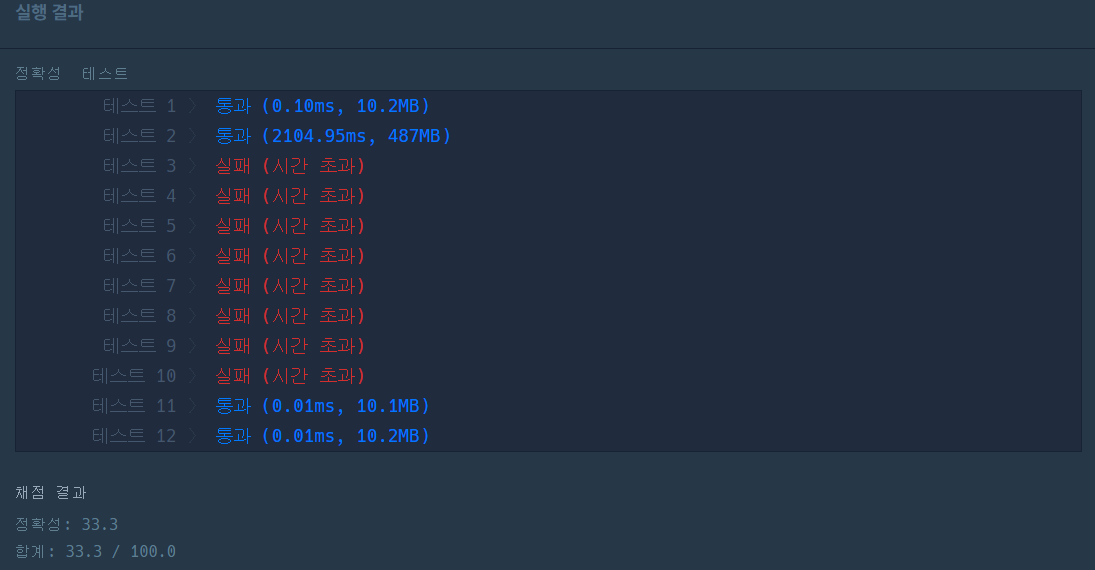 실행 결과
정확성 테스트
테스트 1 〉 통과 (0.10ms, 10.2MB)
테스트 2 〉 통과 (2104.95ms, 487MB)
테스트 3 〉 실패 (시간 초과)
테스트 4 〉 실패 (시간 초과)
테스트 5 〉 실패 (시간 초과)
테스트 6 〉 실패 (시간 초과)
테스트 7 〉 실패 (시간 초과)
테스트 8 〉 실패 (시간 초과)
테스트 9 〉 실패 (시간 초과)
테스트 10 〉 실패 (시간 초과)
테스트 11 〉 통과 (0.01ms, 10.1MB)
테스트 12 〉 통과 (0.01ms, 10.2MB)
채점 결과
정확성: 33.3
합계: 33.3 / 100.0